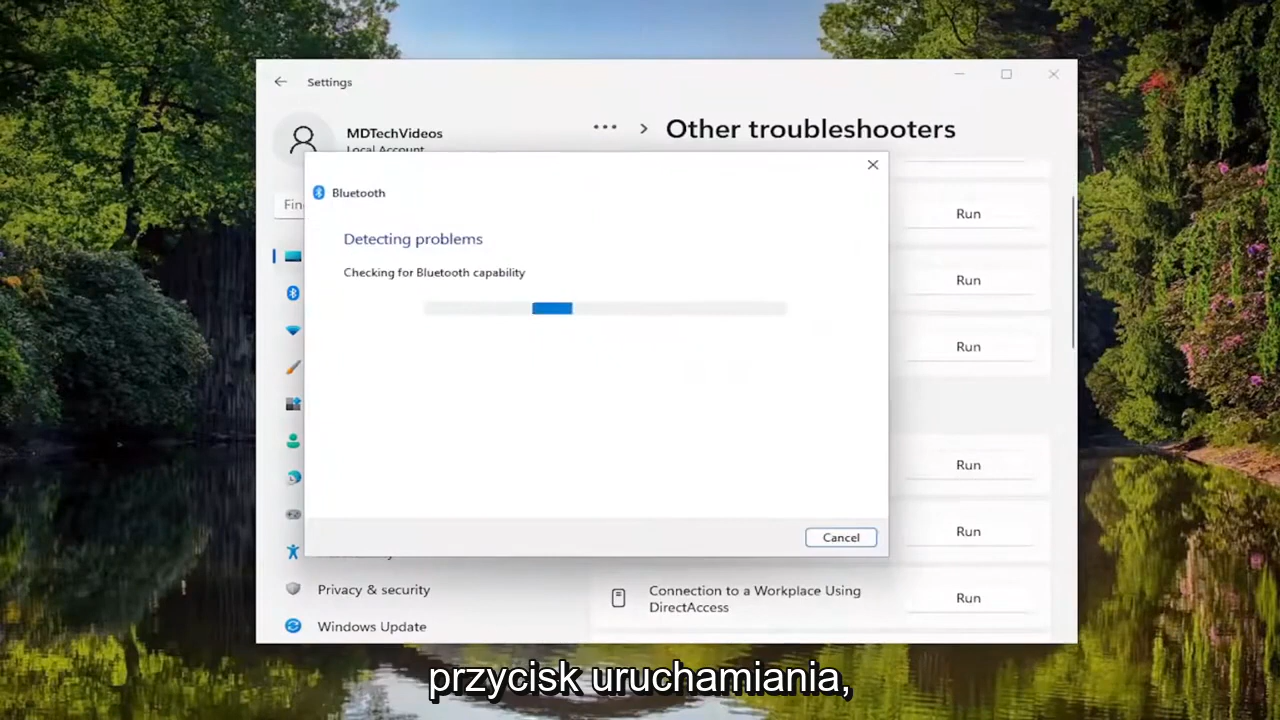 Settings
MDTechVideos
Local Account
... > Other troubleshooters
Bluetooth
Detecting problems
Checking for Bluetooth capability
Cancel
Run
Run
Run
Run
Run
Connection to a Workplace Using
DirectAccess
Run
Privacy & security
Windows Update
przycisk uruchamiania,